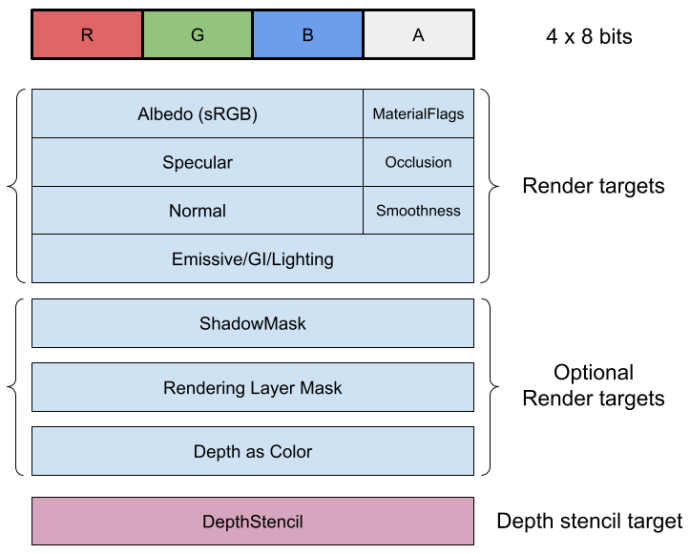 R G B A 4 x 8 bits
Albedo (sRGB) MaterialFlags
Specular Occlusion
Render targets
Normal Smoothness
Emissive/GI/Lighting
ShadowMask
Rendering Layer Mask
Optional
Render targets
Depth as Color
DepthStencil Depth stencil target